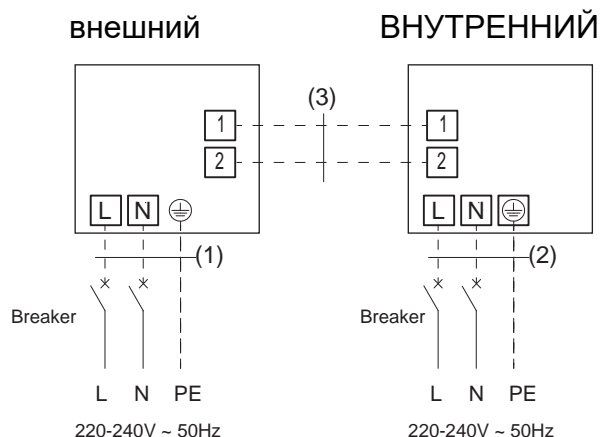 внешний ВНУТРЕННИЙ
(3)
1 1
2 2
L N L N
(1) (2)
Breaker Breaker
L N PE L N PE
220-240V ~ 50Hz 220-240V ~ 50Hz